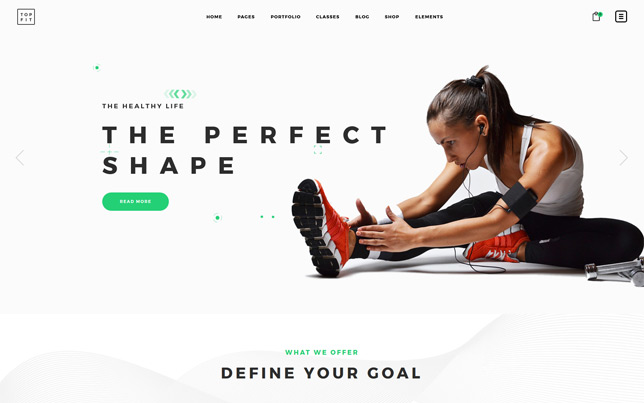 TOP
FIT
HOME PAGES PORTFOLIO CLASSES BLOG SHOP ELEMENTS
THE HEALTHY LIFE
THE PERFECT
SHAPE
READ MORE
WHAT WE OFFER
DEFINE YOUR GOAL